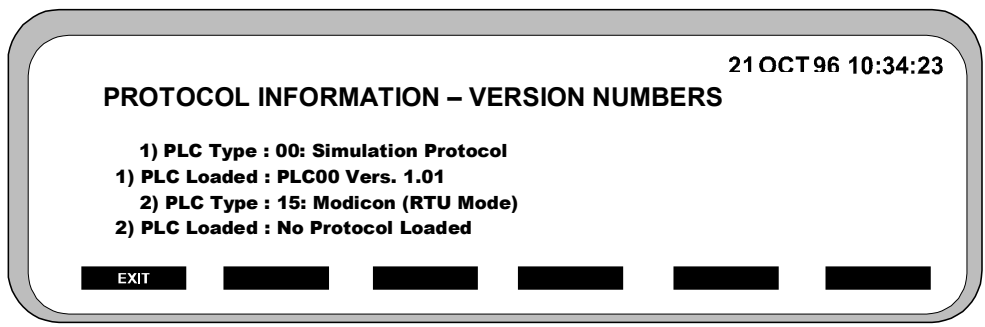 21 OCT 96 10:34:23
PROTOCOL INFORMATION – VERSION NUMBERS
1) PLC Type : 00: Simulation Protocol
1) PLC Loaded : PLC00 Vers. 1.01
2) PLC Type : 15: Modicon (RTU Mode)
2) PLC Loaded : No Protocol Loaded
EXIT